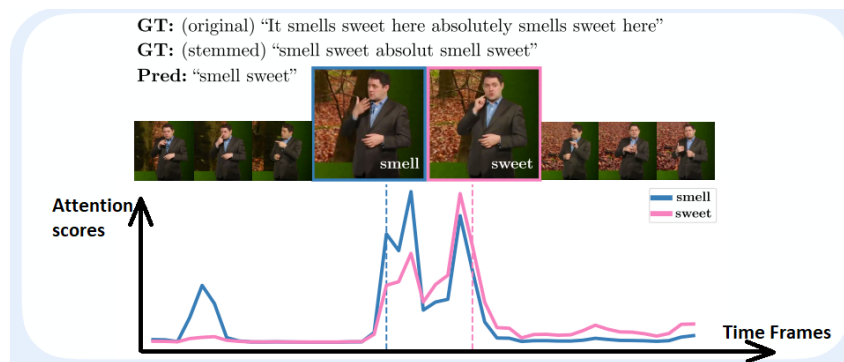 GT: (original) “It smells sweet here absolutely smells sweet here”
GT: (stemmed) “smell sweet absolut smell sweet”
Pred: “smell sweet”
smell
sweet
Attention
scores
smell
sweet
Time Frames